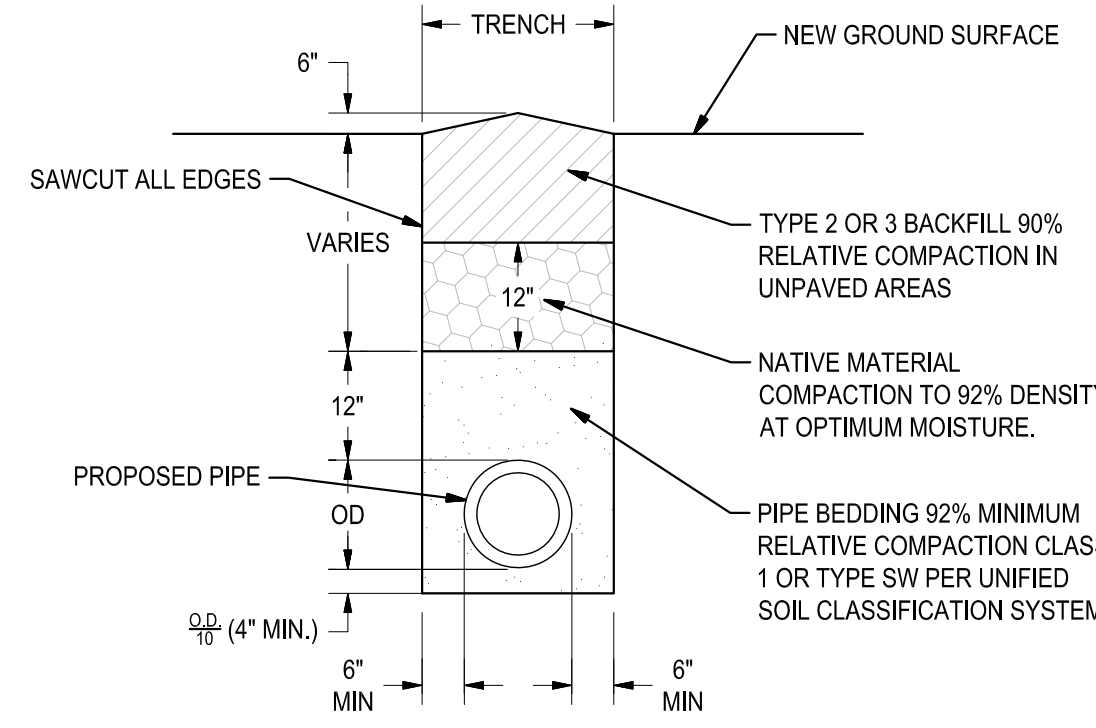 TRENCH
NEW GROUND SURFACE
6"
SAWCUT ALL EDGES
VARIES
TYPE 2 OR 3 BACKFILL 90%
RELATIVE COMPACTION IN
UNPAVED AREAS
12"
NATIVE MATERIAL
COMPACTION TO 92% DENSITY
AT OPTIMUM MOISTURE.
12"
PROPOSED PIPE
OD
PIPE BEDDING 92% MINIMUM
RELATIVE COMPACTION CLASS
1 OR TYPE SW PER UNIFIED
SOIL CLASSIFICATION SYSTEM
O.D.
10 (4" MIN.)
6"
MIN
6"
MIN